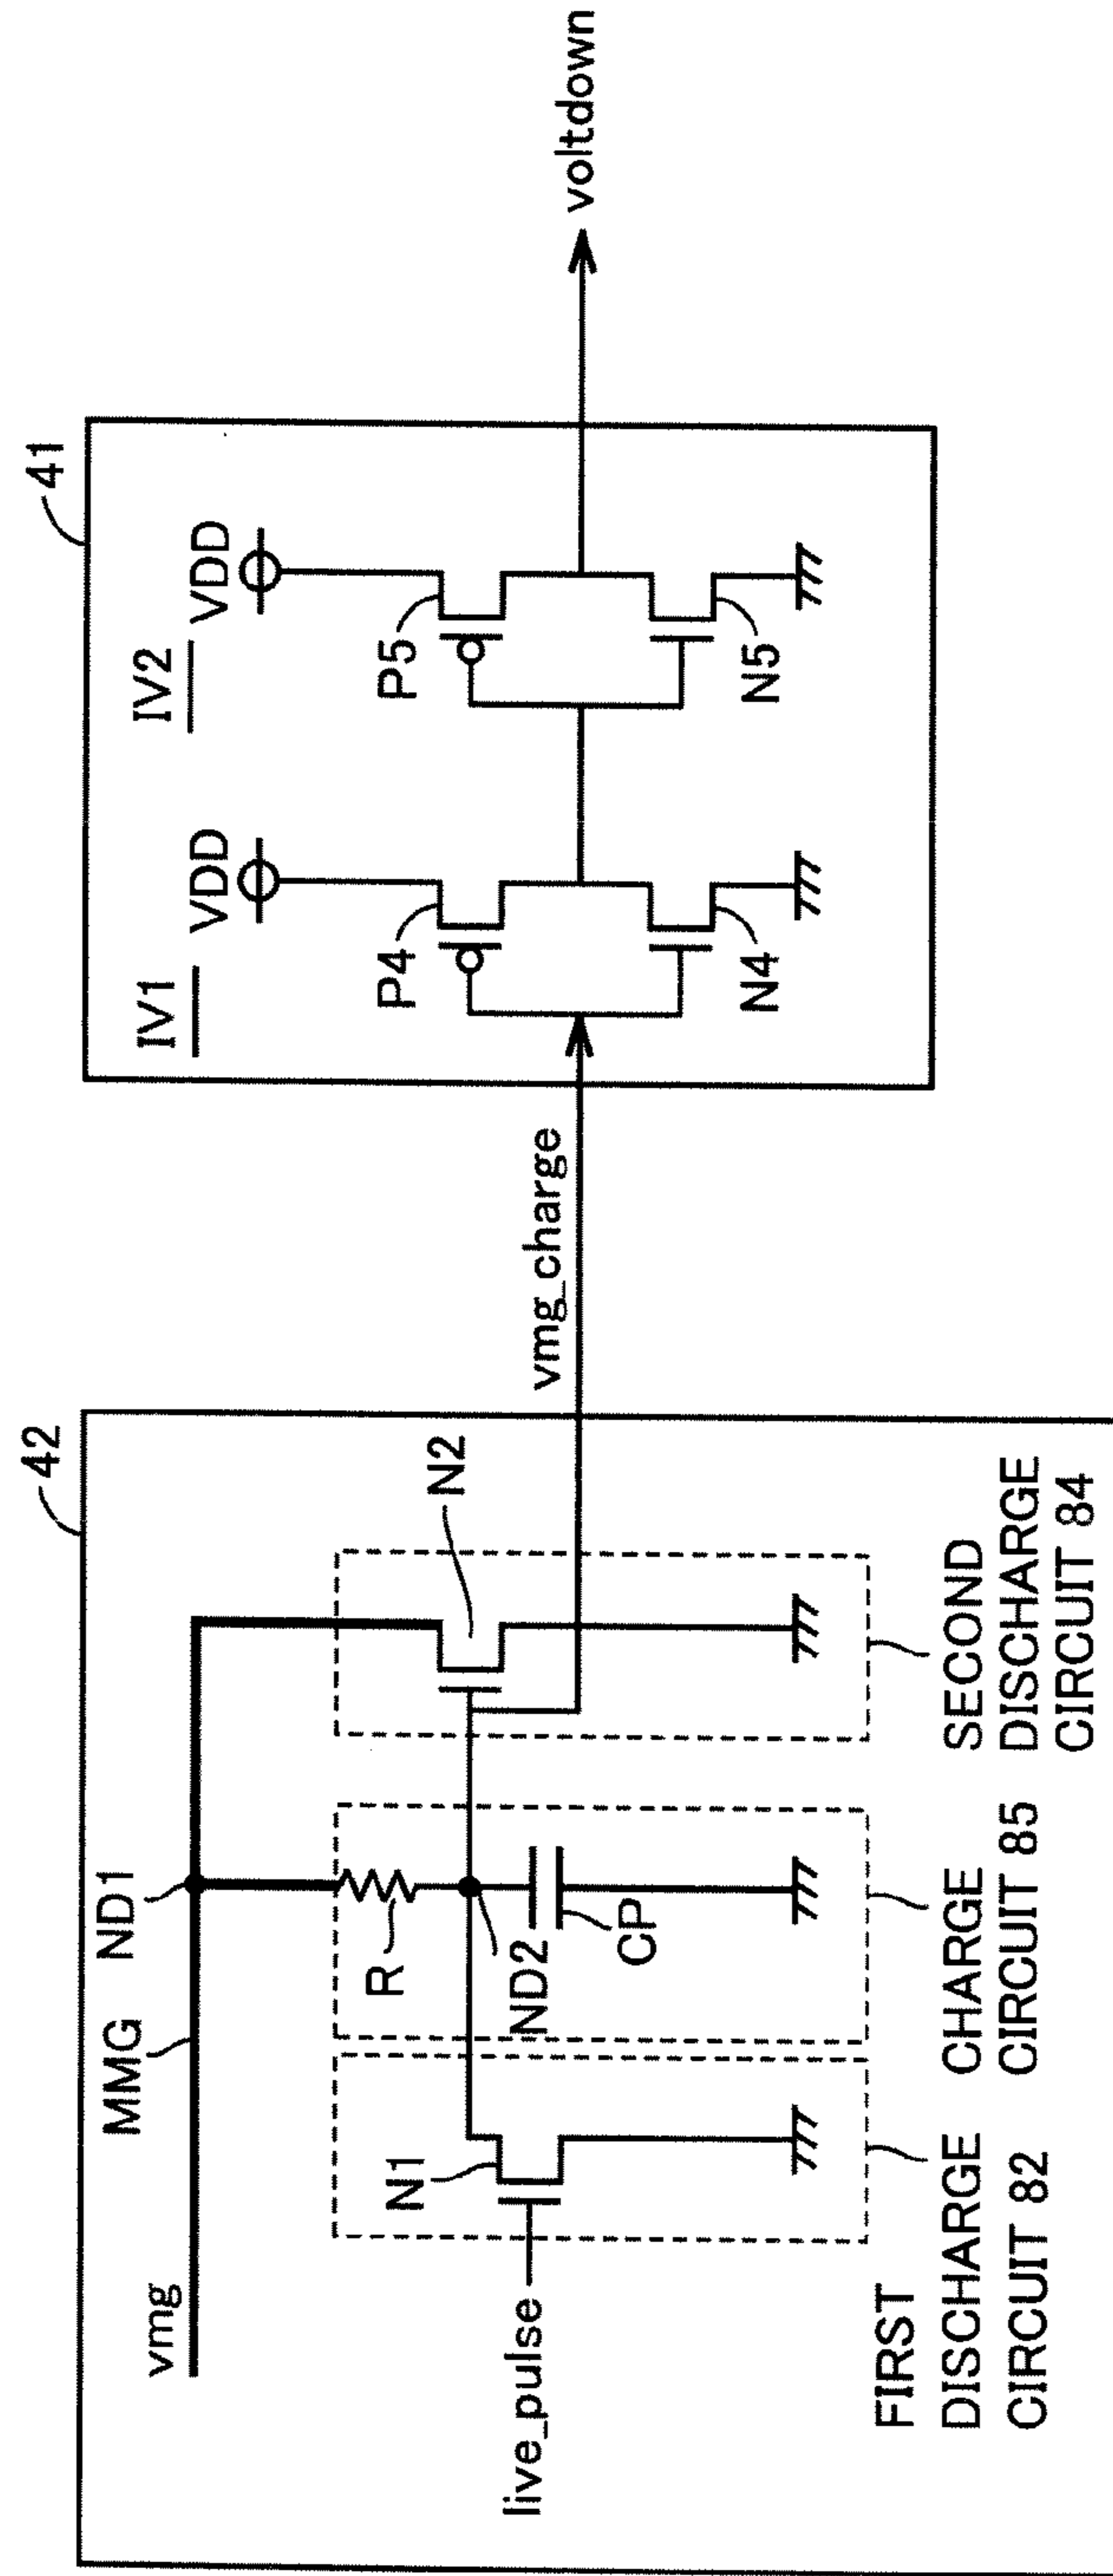 42
vmg
MMG
ND1
live_pulse
N1
R
ND2
CP
N2
FIRST
DISCHARGE
CIRCUIT 82
CHARGE
CIRCUIT 85
SECOND
DISCHARGE
CIRCUIT 84
vmg_charge
41
IV1
VDD
P4
N4
IV2
VDD
P5
N5
voltdown